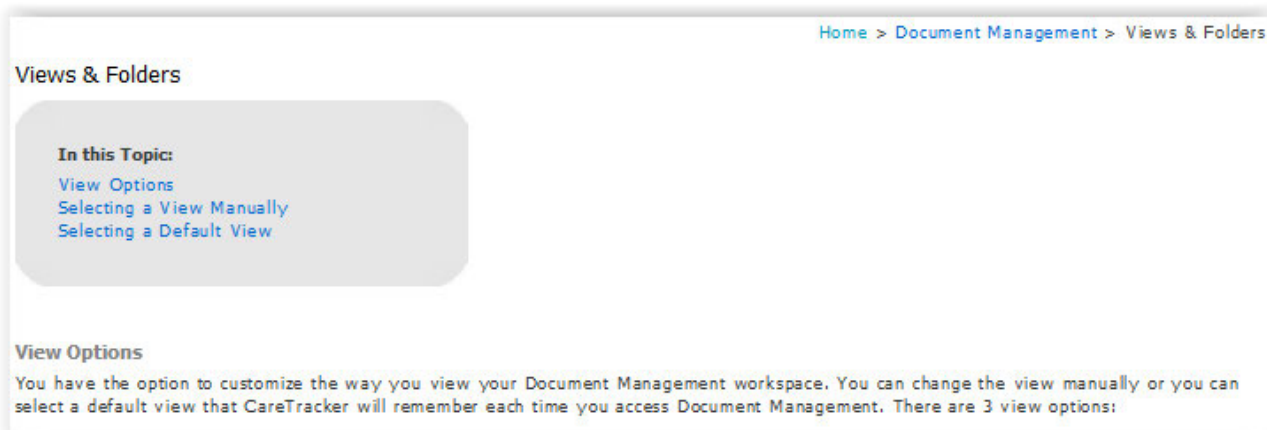 Home > Document Management > Views & Folders
Views & Folders
In this Topic:
View Options
Selecting a View Manually
Selecting a Default View
View Options
You have the option to customize the way you view your Document Management workspace. You can change the view manually or you can
select a default view that CareTracker will remember each time you access Document Management. There are 3 view options: